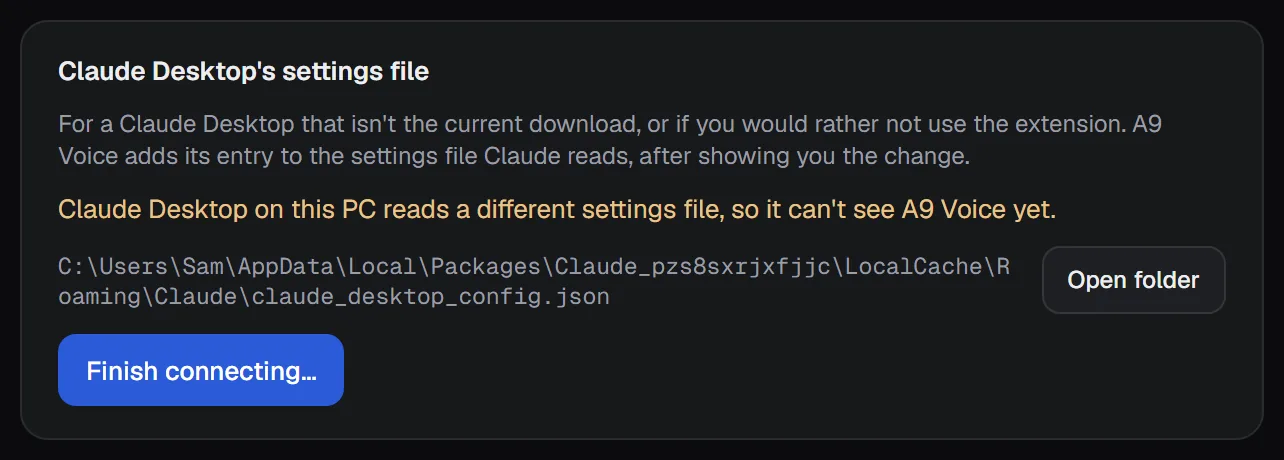 Claude Desktop's settings file
For a Claude Desktop that isn't the current download, or if you would rather not use the extension. A9
Voice adds its entry to the settings file Claude reads, after showing you the change.
Claude Desktop on this PC reads a different settings file, so it can't see A9 Voice yet.
C:\Users\Sam\AppData\Local\Packages\Claude_pzs8sxrjxfjjc\LocalCache\R
oaming\Claude\claude_desktop_config.json
Open folder
Finish connecting…